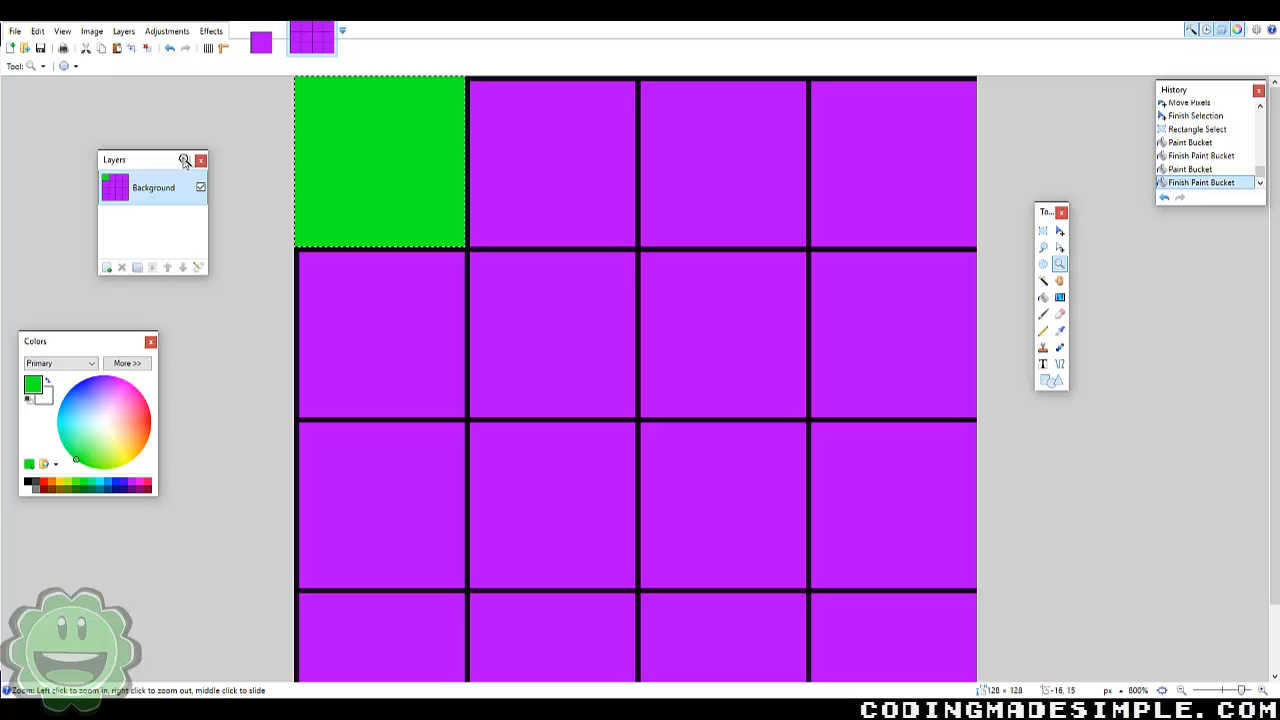 File Edit View Image Layers Adjustments Effects
Tool:
Layers
Background
Colors
Primary
More >>
History
Move Pixels
Finish Selection
Rectangle Select
Paint Bucket
Finish Paint Bucket
Paint Bucket
Finish Paint Bucket
To...
T
Zoom: Left click to zoom in, right click to zoom out, middle click to slide
128 × 128
-16, 15
px
800%
CODINGMADESIMPLE.COM